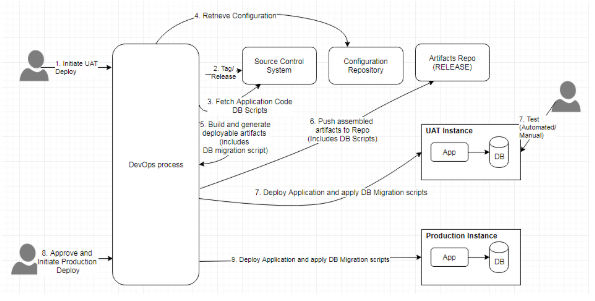 4. Retrieve Configuration
1. Initiate UAT
Deploy
2. Tag/
Release
Source Control
System
Configuration
Repository
Artifacts Repo
(RELEASE)
3. Fetch Application Code
DB Scripts
5. Build and generate
deployable artifacts
(includes
DB migration script)
6. Push assembled
artifacts to Repo
(Includes DB Scripts)
7. Test
(Automated/
Manual)
UAT Instance
App
DB
DevOps process
7. Deploy Application and apply DB Migration scripts
8. Approve and
Initiate Production
Deploy
9. Deploy Application and apply DB Migration scripts
Production Instance
App
DB